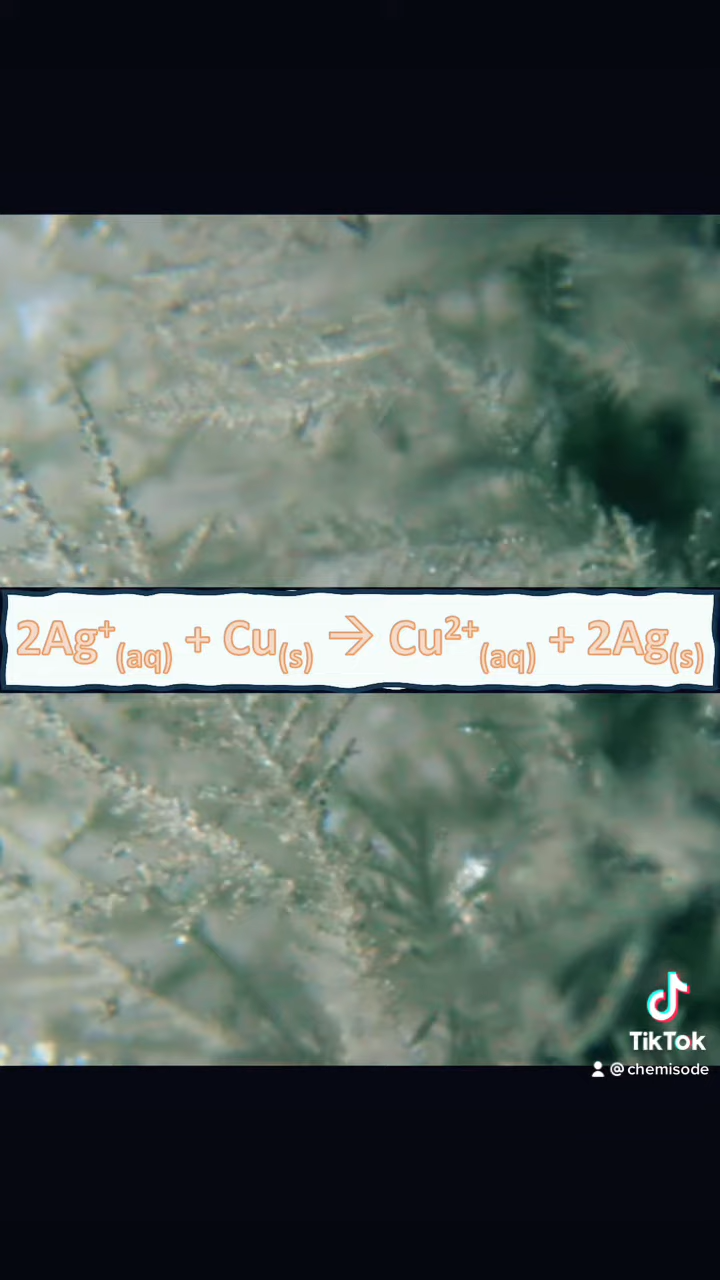 2Ag⁺(aq) + Cu(s) → Cu²⁺(aq) + 2Ag(s)
TikTok
@chemisode